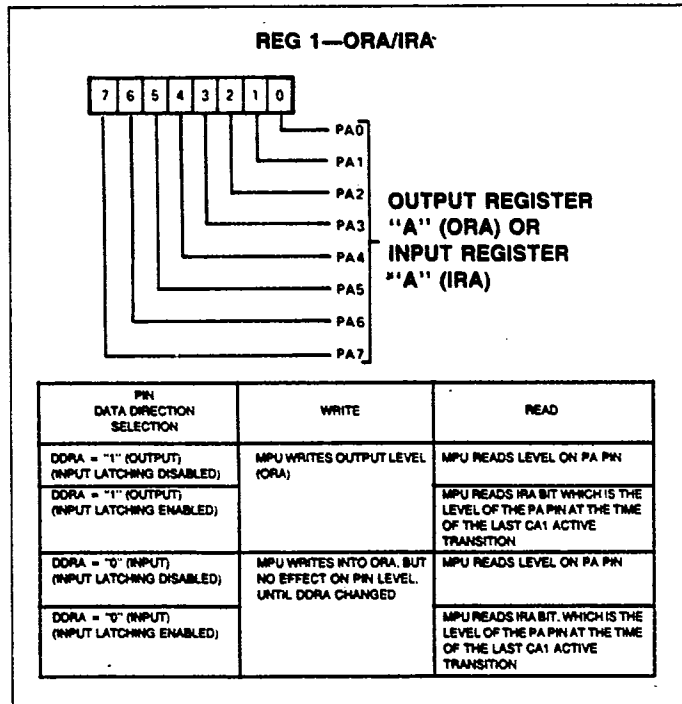 REG 1—ORA/IRA
7 6 5 4 3 2 1 0
PA0
PA1
PA2
PA3
PA4
PA5
PA6
PA7
OUTPUT REGISTER
"A" (ORA) OR
INPUT REGISTER
"A" (IRA)
PIN
DATA DIRECTION
SELECTION
WRITE
READ
DDRA = "1" (OUTPUT)
(INPUT LATCHING DISABLED)
MPU WRITES OUTPUT LEVEL
(ORA)
MPU READS LEVEL ON PA PIN
DDRA = "1" (OUTPUT)
(INPUT LATCHING ENABLED)
MPU READS IRA BIT WHICH IS THE
LEVEL OF THE PA PIN AT THE TIME
OF THE LAST CA1 ACTIVE
TRANSITION
DDRA = "0" (INPUT)
(INPUT LATCHING DISABLED)
MPU WRITES INTO ORA, BUT
NO EFFECT ON PIN LEVEL,
UNTIL DDRA CHANGED
MPU READS LEVEL ON PA PIN
DDRA = "0" (INPUT)
(INPUT LATCHING ENABLED)
MPU READS IRA BIT, WHICH IS THE
LEVEL OF THE PA PIN AT THE TIME
OF THE LAST CA1 ACTIVE
TRANSITION